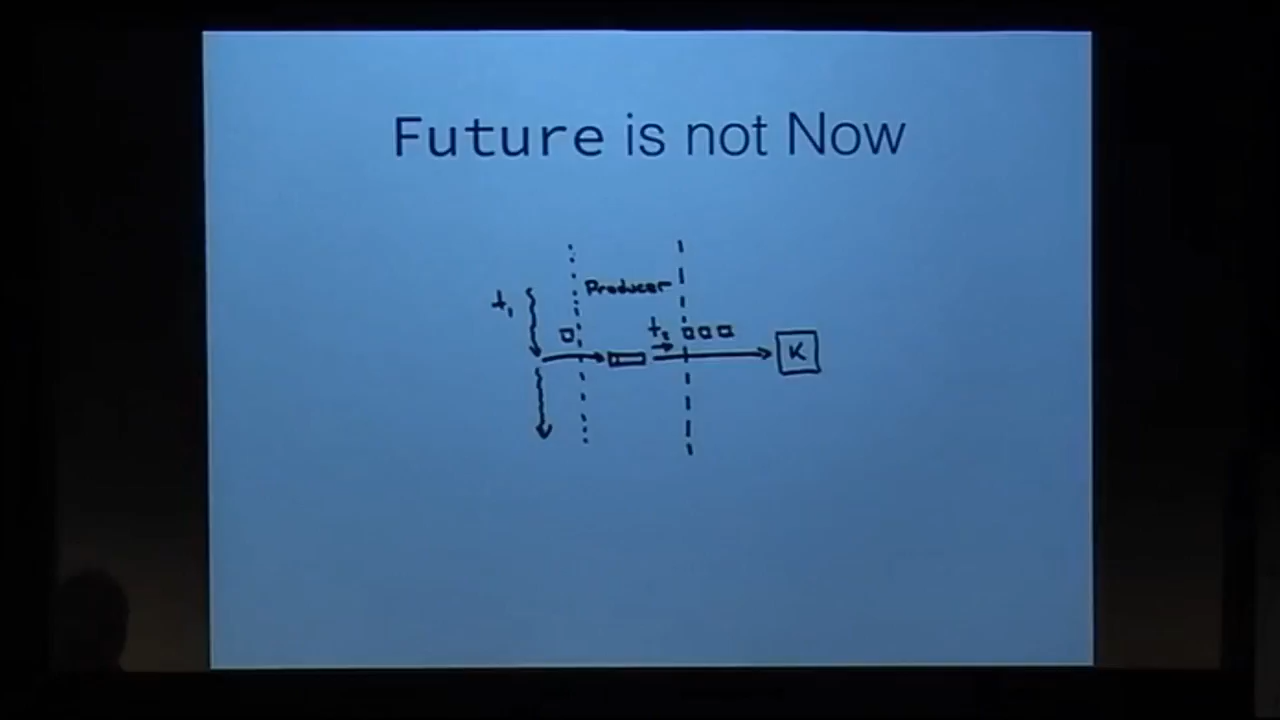 Future is not Now
Producer
t₁
t₂
K